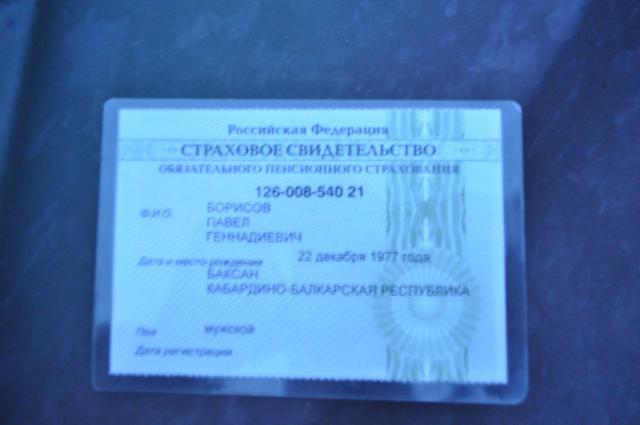 Российская Федерация
СТРАХОВОЕ СВИДЕТЕЛЬСТВО
ОБЯЗАТЕЛЬНОГО ПЕНСИОННОГО СТРАХОВАНИЯ
126-008-540 21
Ф.И.О. БОРИСОВ
ПАВЕЛ
ГЕННАДИЕВИЧ
Дата и место рождения 22 декабря 1977 года
БАКСАН
КАБАРДИНО-БАЛКАРСКАЯ РЕСПУБЛИКА
Пол мужской
Дата регистрации